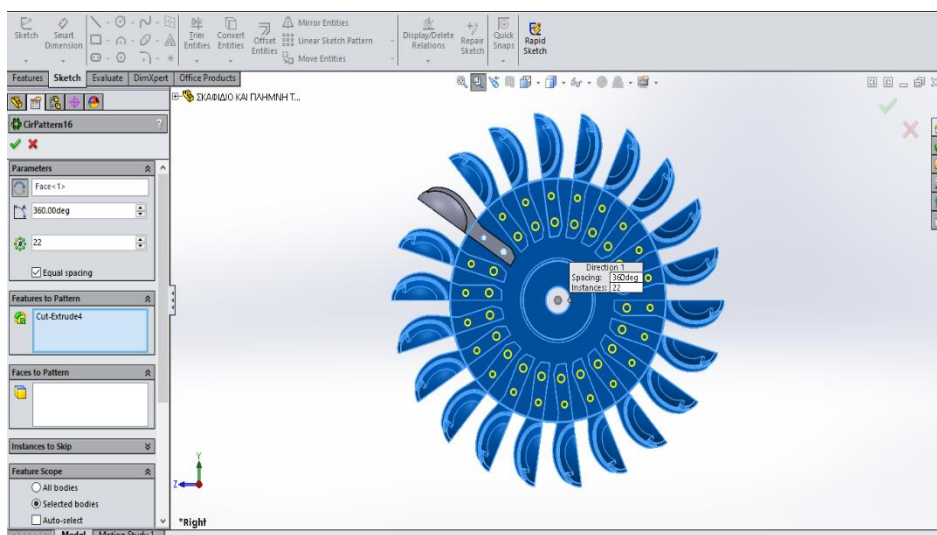 Sketch
Smart Dimension
Trim Entities
Convert Entities
Offset Entities
Mirror Entities
Linear Sketch Pattern
Move Entities
Display/Delete Relations
Repair Sketch
Quick Snaps
Rapid Sketch
Features Sketch Evaluate DimXpert Office Products
ΣΚΑΦΙΔΙΟ ΚΑΙ ΠΛΗΜΝΗ Τ...
CirPattern16 ?
Parameters
Face<1>
360.00deg
22
Equal spacing
Features to Pattern
Cut-Extrude4
Faces to Pattern
Instances to Skip
Feature Scope
All bodies
Selected bodies
Auto-select
Direction 1
Spacing: 360deg
Instances: 22
Y
Z
*Right
Model Motion Study 1